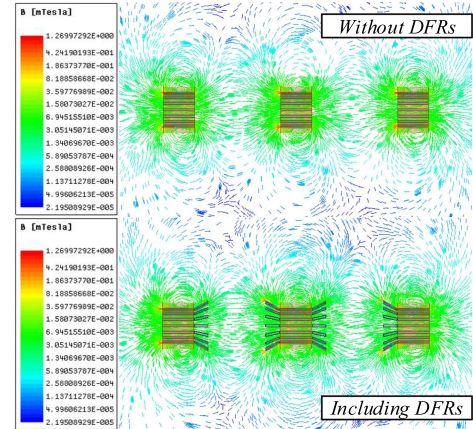 B [mTesla]
Without DFRs
1.26997292E+000
4.24190193E-001
1.86373770E-001
8.18858668E-002
3.59776989E-002
1.58073027E-002
6.94515510E-003
3.05145071E-003
1.34069670E-003
5.89053787E-004
2.58808926E-004
1.13711278E-004
4.99606213E-005
2.19508929E-005
B [mTesla]
1.26997292E+000
4.24190193E-001
1.86373770E-001
8.18858668E-002
3.59776989E-002
1.58073027E-002
6.94515510E-003
3.05145071E-003
1.34069670E-003
5.89053787E-004
2.58808926E-004
1.13711278E-004
4.99606213E-005
2.19508929E-005
Including DFRs